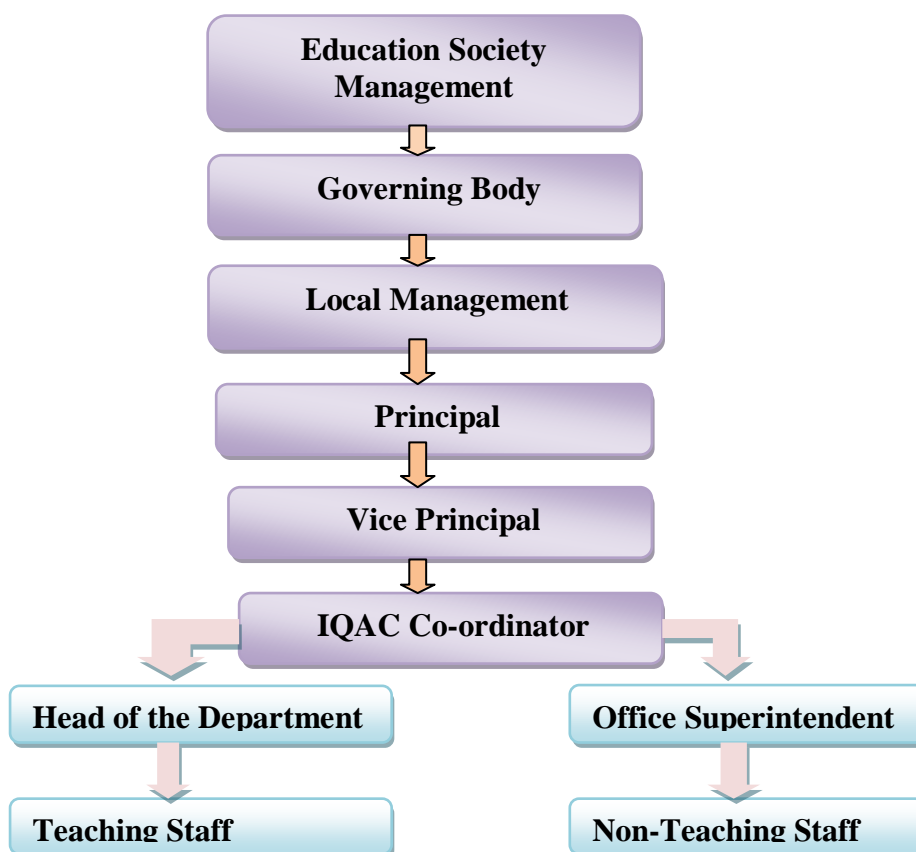 Education Society
Management
Governing Body
Local Management
Principal
Vice Principal
IQAC Co-ordinator
Head of the Department
Office Superintendent
Teaching Staff
Non-Teaching Staff